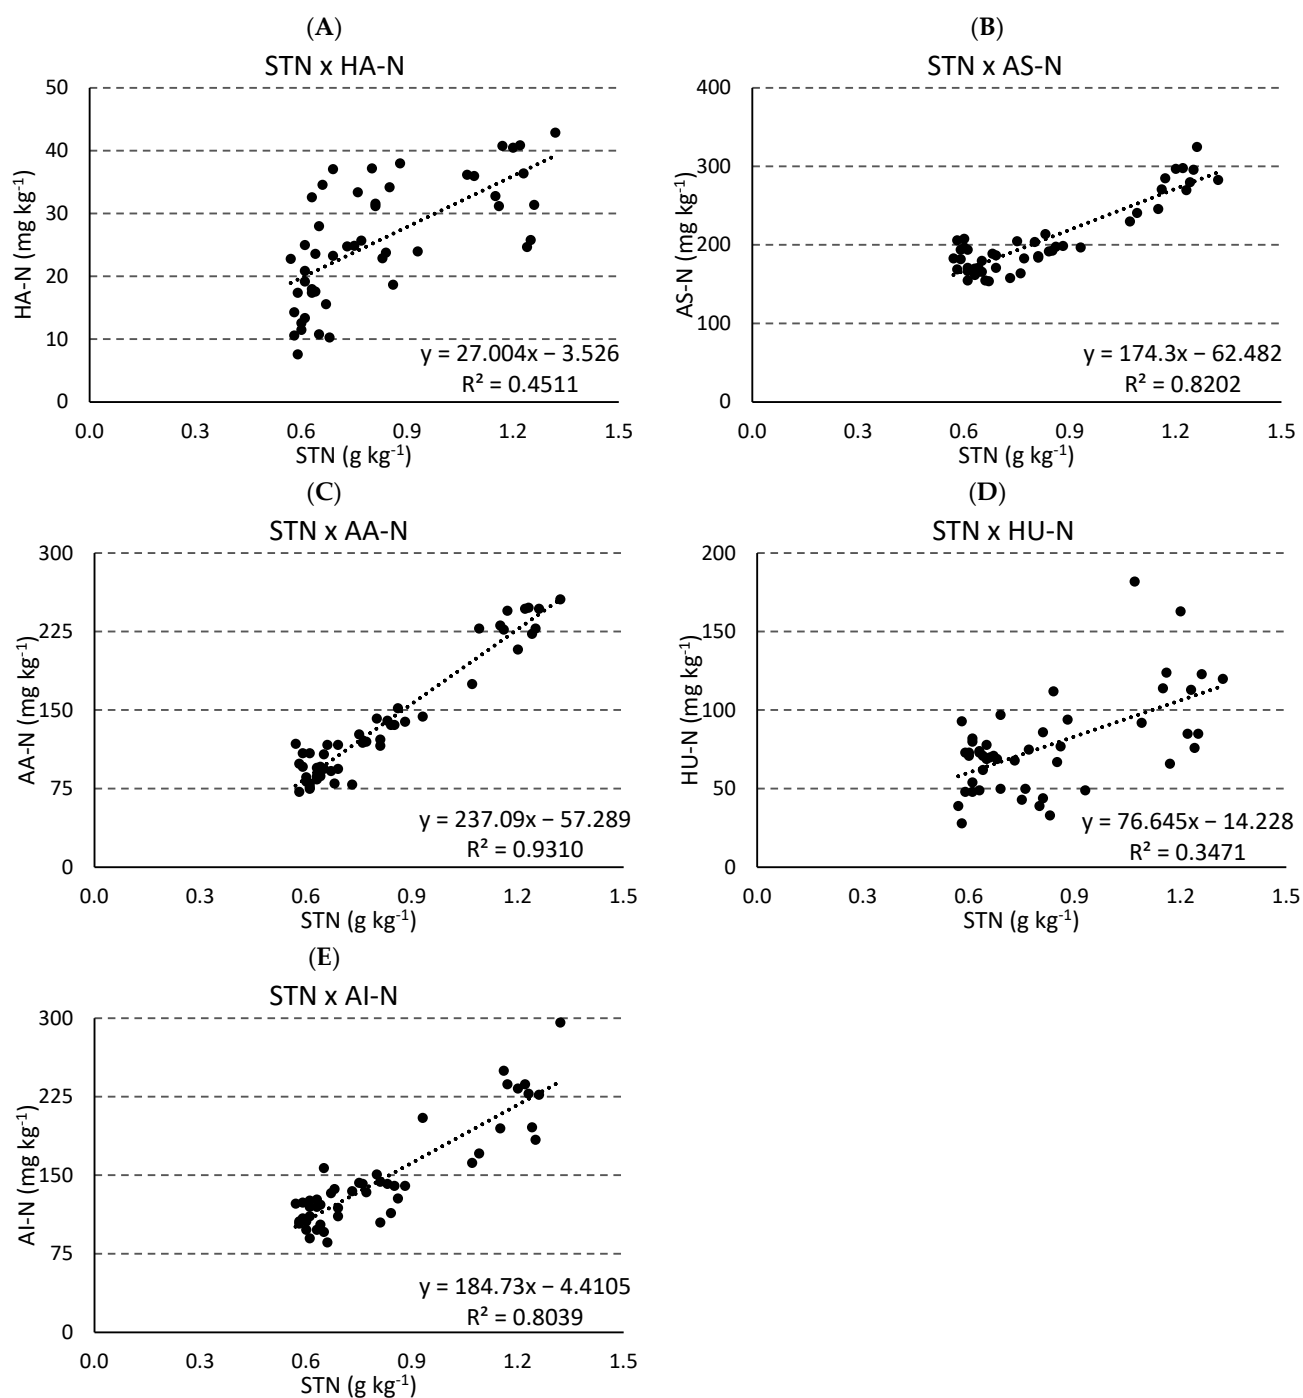 (A)
STN x HA-N
50
40
30
20
10
0
HA-N (mg kg⁻¹)
y = 27.004x − 3.526
R² = 0.4511
0.0 0.3 0.6 0.9 1.2 1.5
STN (g kg⁻¹)
(B)
STN x AS-N
400
300
200
100
0
AS-N (mg kg⁻¹)
y = 174.3x − 62.482
R² = 0.8202
0.0 0.3 0.6 0.9 1.2 1.5
STN (g kg⁻¹)
(C)
STN x AA-N
300
225
150
75
0
AA-N (mg kg⁻¹)
y = 237.09x − 57.289
R² = 0.9310
0.0 0.3 0.6 0.9 1.2 1.5
STN (g kg⁻¹)
(D)
STN x HU-N
200
150
100
50
0
HU-N (mg kg⁻¹)
y = 76.645x − 14.228
R² = 0.3471
0.0 0.3 0.6 0.9 1.2 1.5
STN (g kg⁻¹)
(E)
STN x AI-N
300
225
150
75
0
AI-N (mg kg⁻¹)
y = 184.73x − 4.4105
R² = 0.8039
0.0 0.3 0.6 0.9 1.2 1.5
STN (g kg⁻¹)